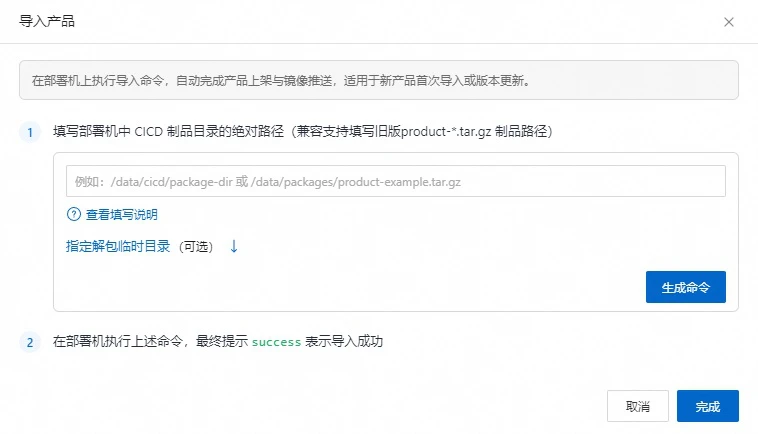 导入产品
在部署机上执行导入命令，自动完成产品上架与镜像推送，适用于新产品首次导入或版本更新。
1 填写部署机中 CICD 制品目录的绝对路径（兼容支持填写旧版product-*.tar.gz 制品路径）
例如：/data/cicd/package-dir 或 /data/packages/product-example.tar.gz
查看填写说明
指定解包临时目录（可选） ↓
生成命令
2 在部署机执行上述命令，最终提示 success 表示导入成功
取消 完成